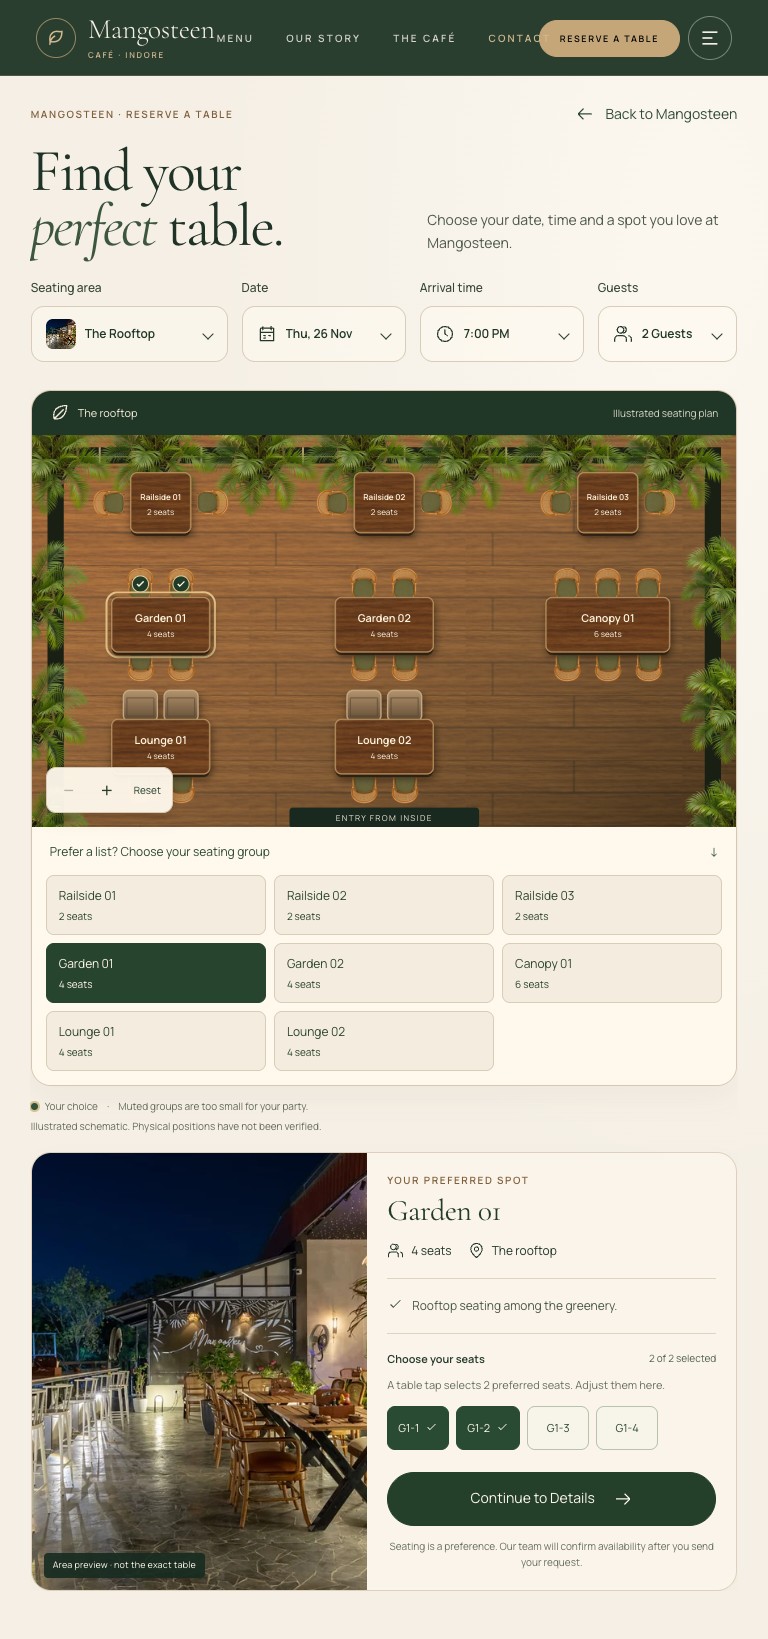 Mangosteen
CAFÉ · INDORE
MENU
OUR STORY
THE CAFÉ
CONTACT
RESERVE A TABLE
MANGOSTEEN · RESERVE A TABLE
Back to Mangosteen
Find your
perfect table.
Choose your date, time and a spot you love at
Mangosteen.
Seating area
Date
Arrival time
Guests
The Rooftop
Thu, 26 Nov
7:00 PM
2 Guests
The rooftop
Illustrated seating plan
Railside 01
2 seats
Railside 02
2 seats
Railside 03
2 seats
Garden 01
4 seats
Garden 02
4 seats
Canopy 01
6 seats
Lounge 01
4 seats
Lounge 02
4 seats
Reset
ENTRY FROM INSIDE
Prefer a list? Choose your seating group
Railside 01
2 seats
Railside 02
2 seats
Railside 03
2 seats
Garden 01
4 seats
Garden 02
4 seats
Canopy 01
6 seats
Lounge 01
4 seats
Lounge 02
4 seats
Your choice · Muted groups are too small for your party.
Illustrated schematic. Physical positions have not been verified.
Mangosteen
Area preview · not the exact table
YOUR PREFERRED SPOT
Garden 01
4 seats
The rooftop
Rooftop seating among the greenery.
Choose your seats
2 of 2 selected
A table tap selects 2 preferred seats. Adjust them here.
G1-1
G1-2
G1-3
G1-4
Continue to Details
Seating is a preference. Our team will confirm availability after you send
your request.